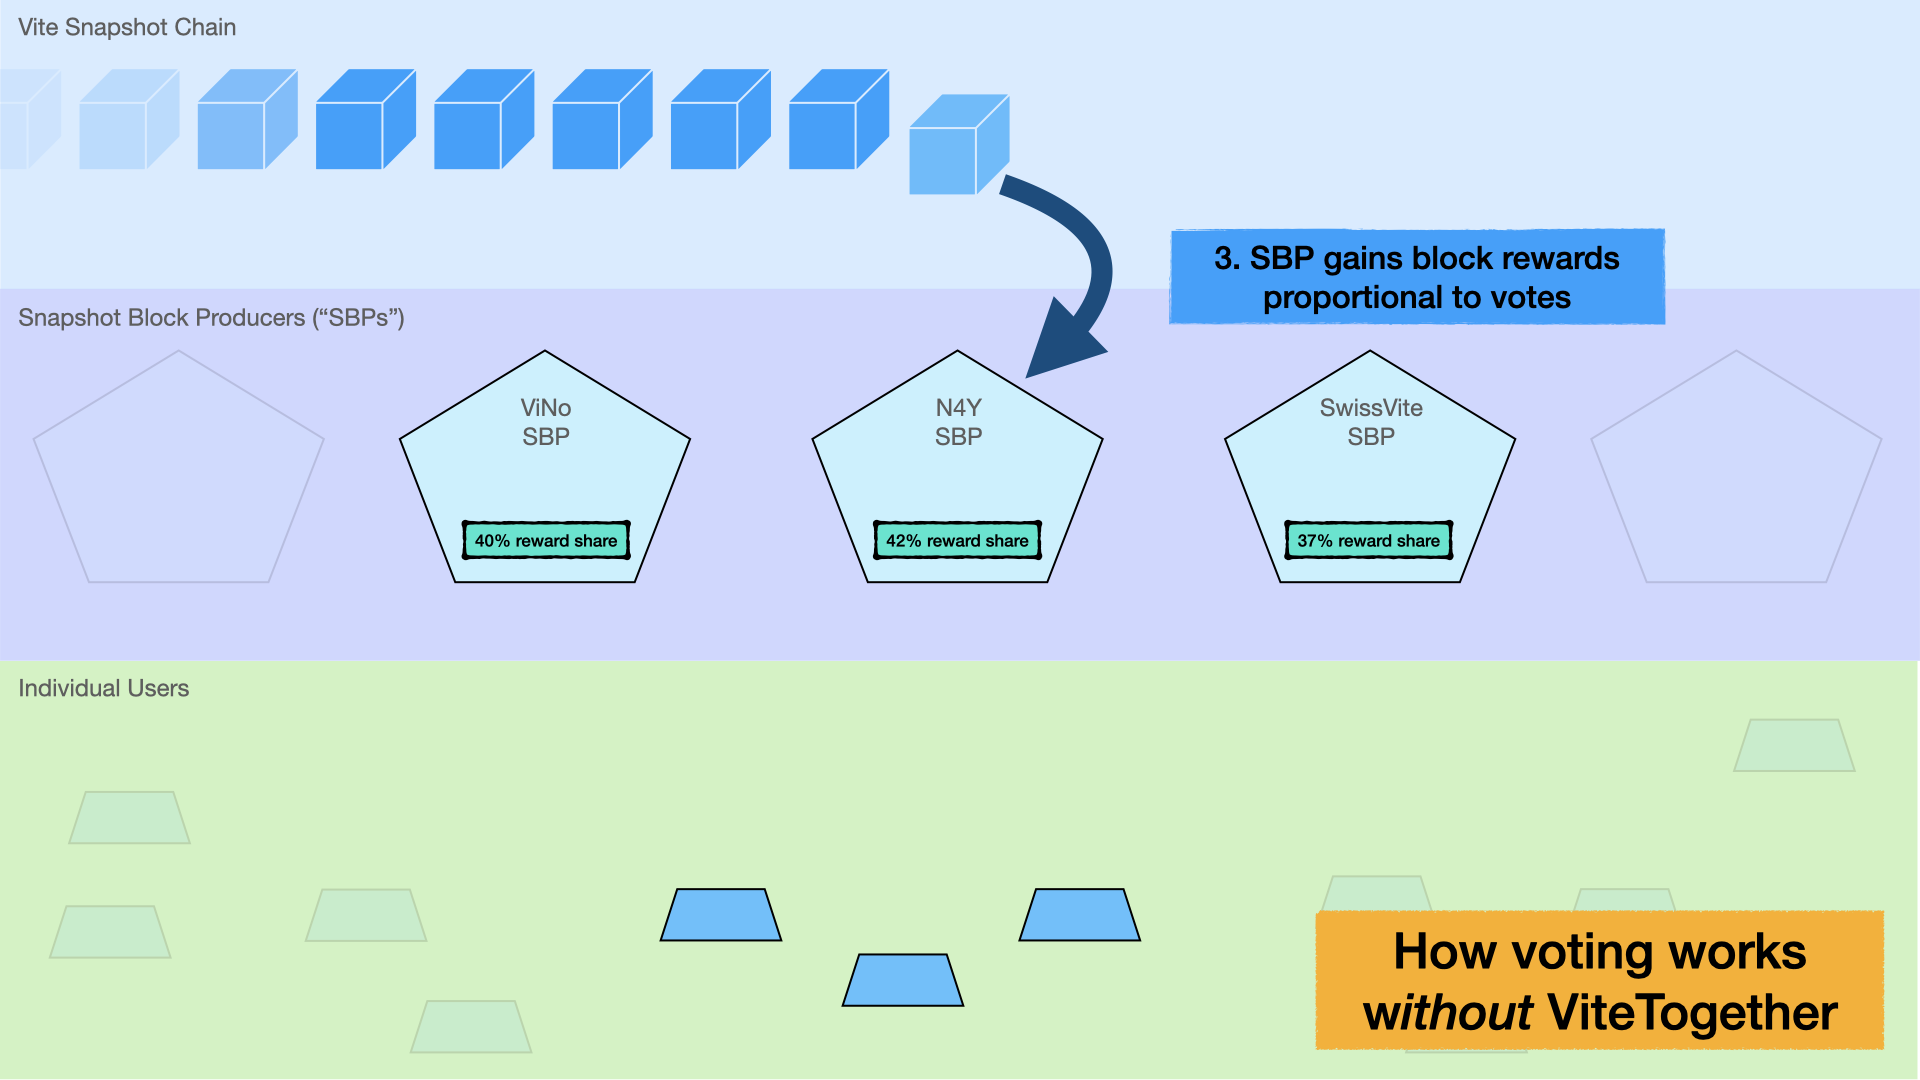 Vite Snapshot Chain
3. SBP gains block rewards
proportional to votes
Snapshot Block Producers (“SBPs”)
ViNo
SBP
40% reward share
N4Y
SBP
42% reward share
SwissVite
SBP
37% reward share
Individual Users
How voting works
without ViteTogether